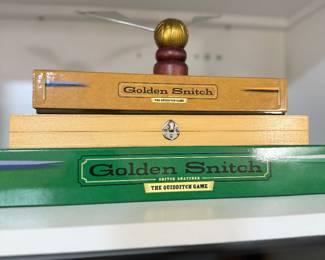 Golden Snitch
THE QUIDDITCH GAME
Golden Snitch
SNITCH SNATCHER
THE QUIDDITCH GAME